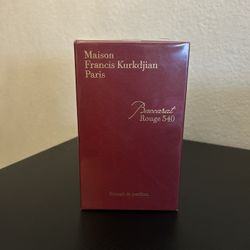 Maison
Francis Kurkdjian
Paris
Baccarat
Rouge 540
Extrait de parfum